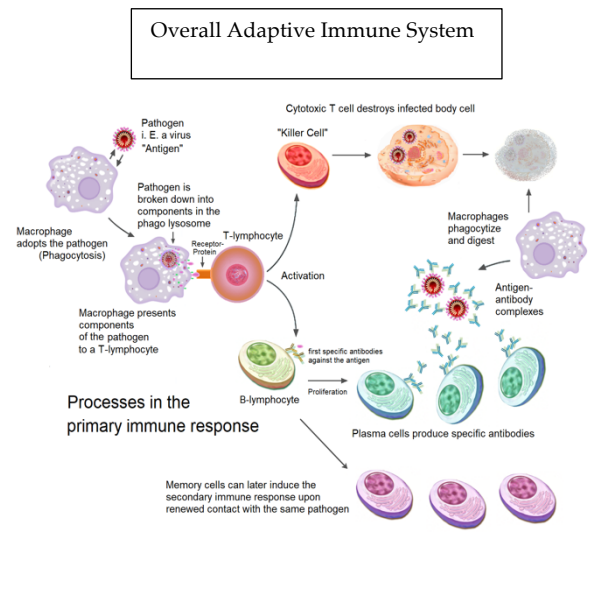 Overall Adaptive Immune System
Cytotoxic T cell destroys infected body cell
Pathogen
i. E. a virus
"Antigen"
"Killer Cell"
Pathogen is
broken down into
components in the
phago lysosome
Macrophage
adopts the pathogen
(Phagocytosis)
Receptor-
Protein
T-lymphocyte
Activation
Macrophages
phagocytize
and digest
Antigen-
antibody
complexes
Macrophage presents
components
of the pathogen
to a T-lymphocyte
first specific antibodies
against the antigen
Proliferation
B-lymphocyte
Plasma cells produce specific antibodies
Processes in the
primary immune response
Memory cells can later induce the
secondary immune response upon
renewed contact with the same pathogen